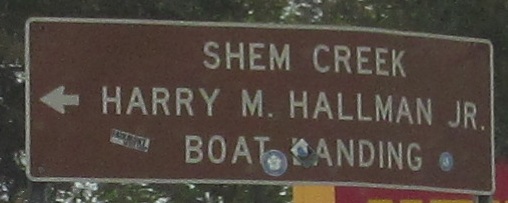 SHEM CREEK
HARRY M. HALLMAN JR.
BOAT LANDING